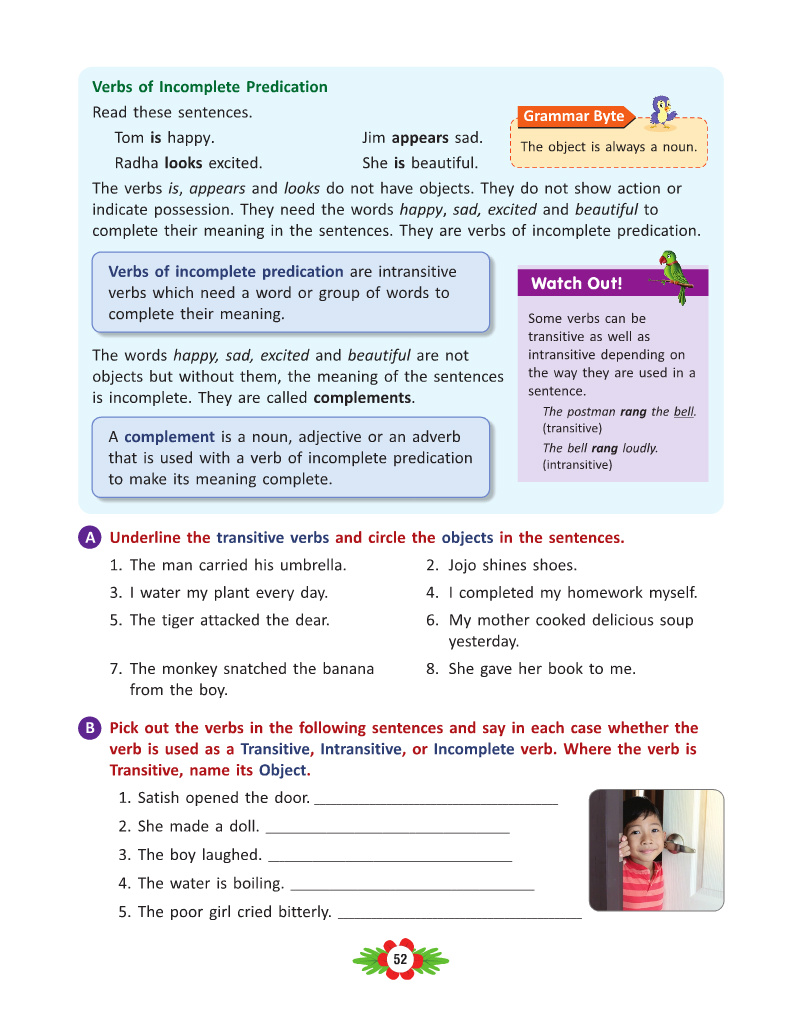 Verbs of Incomplete Predication
Read these sentences.
Tom is happy. Jim appears sad.
Radha looks excited. She is beautiful.
Grammar Byte
The object is always a noun.
The verbs is, appears and looks do not have objects. They do not show action or
indicate possession. They need the words happy, sad, excited and beautiful to
complete their meaning in the sentences. They are verbs of incomplete predication.
Verbs of incomplete predication are intransitive
verbs which need a word or group of words to
complete their meaning.
The words happy, sad, excited and beautiful are not
objects but without them, the meaning of the sentences
is incomplete. They are called complements.
A complement is a noun, adjective or an adverb
that is used with a verb of incomplete predication
to make its meaning complete.
Watch Out!
Some verbs can be
transitive as well as
intransitive depending on
the way they are used in a
sentence.
The postman rang the bell.
(transitive)
The bell rang loudly.
(intransitive)
A Underline the transitive verbs and circle the objects in the sentences.
1. The man carried his umbrella. 2. Jojo shines shoes.
3. I water my plant every day. 4. I completed my homework myself.
5. The tiger attacked the dear. 6. My mother cooked delicious soup
yesterday.
7. The monkey snatched the banana 8. She gave her book to me.
from the boy.
B Pick out the verbs in the following sentences and say in each case whether the
verb is used as a Transitive, Intransitive, or Incomplete verb. Where the verb is
Transitive, name its Object.
1. Satish opened the door.
2. She made a doll.
3. The boy laughed.
4. The water is boiling.
5. The poor girl cried bitterly.
52